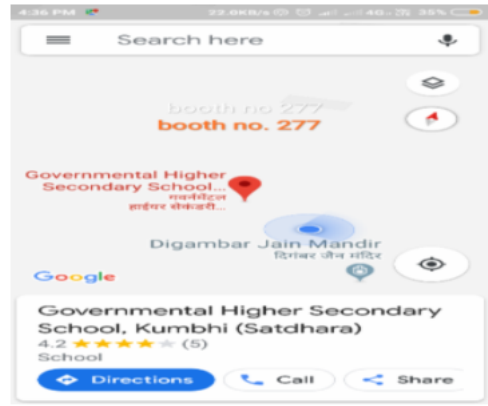 4:36 PM 22.0KB/s 4G 35%
Search here
booth no 277
booth no. 277
Governmental Higher
Secondary School...
गवर्नमेंटल
हाईयर सेकंडरी...
Digambar Jain Mandir
दिगंबर जैन मंदिर
Google
Governmental Higher Secondary
School, Kumbhi (Satdhara)
4.2 ★★★★★ (5)
School
Directions Call Share